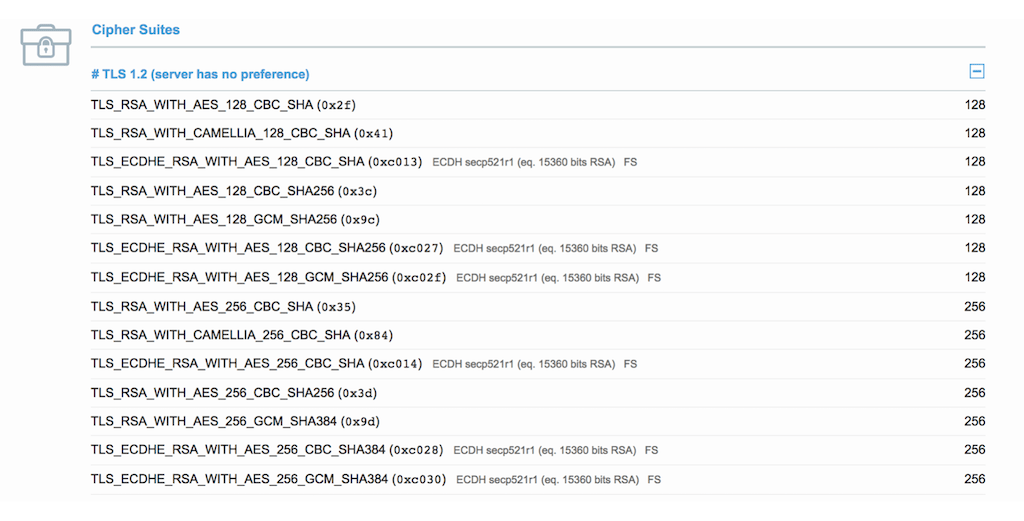 Cipher Suites
# TLS 1.2 (server has no preference)
TLS_RSA_WITH_AES_128_CBC_SHA (0x2f) 128
TLS_RSA_WITH_CAMELLIA_128_CBC_SHA (0x41) 128
TLS_ECDHE_RSA_WITH_AES_128_CBC_SHA (0xc013) ECDH secp521r1 (eq. 15360 bits RSA) FS 128
TLS_RSA_WITH_AES_128_CBC_SHA256 (0x3c) 128
TLS_RSA_WITH_AES_128_GCM_SHA256 (0x9c) 128
TLS_ECDHE_RSA_WITH_AES_128_CBC_SHA256 (0xc027) ECDH secp521r1 (eq. 15360 bits RSA) FS 128
TLS_ECDHE_RSA_WITH_AES_128_GCM_SHA256 (0xc02f) ECDH secp521r1 (eq. 15360 bits RSA) FS 128
TLS_RSA_WITH_AES_256_CBC_SHA (0x35) 256
TLS_RSA_WITH_CAMELLIA_256_CBC_SHA (0x84) 256
TLS_ECDHE_RSA_WITH_AES_256_CBC_SHA (0xc014) ECDH secp521r1 (eq. 15360 bits RSA) FS 256
TLS_RSA_WITH_AES_256_CBC_SHA256 (0x3d) 256
TLS_RSA_WITH_AES_256_GCM_SHA384 (0x9d) 256
TLS_ECDHE_RSA_WITH_AES_256_CBC_SHA384 (0xc028) ECDH secp521r1 (eq. 15360 bits RSA) FS 256
TLS_ECDHE_RSA_WITH_AES_256_GCM_SHA384 (0xc030) ECDH secp521r1 (eq. 15360 bits RSA) FS 256